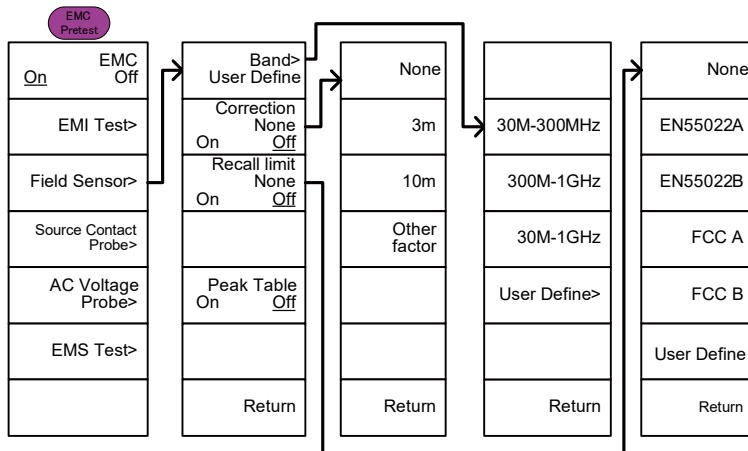 EMC
Pretest
EMC
On Off
EMI Test>
Field Sensor>
Source Contact
Probe>
AC Voltage
Probe>
EMS Test>
Band>
User Define
Correction
None
On Off
Recall limit
None
On Off
Peak Table
On Off
Return
None
3m
10m
Other
factor
Return
30M-300MHz
300M-1GHz
30M-1GHz
User Define>
Return
None
EN55022A
EN55022B
FCC A
FCC B
User Define
Return